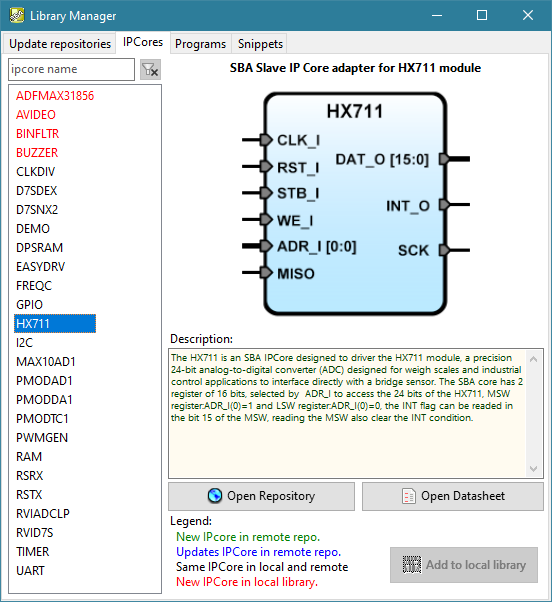 Library Manager
Update repositories
IPCores
Programs
Snippets
ipcore name
ADFMAX31856
AVIDEO
BINFLTR
BUZZER
CLKDIV
D7SDEX
D7SNX2
DEMO
DPSRAM
EASYDRV
FREQC
GPIO
HX711
I2C
MAX10AD1
PMODAD1
PMODDA1
PMODTC1
PWMGEN
RAM
RSRX
RSTX
RVIADCLP
RVID7S
TIMER
UART
SBA Slave IP Core adapter for HX711 module
HX711
CLK_I
RST_I
STB_I
WE_I
ADR_I [0:0]
MISO
DAT_O [15:0]
INT_O
SCK
Description:
The HX711 is an SBA IPCore designed to driver the HX711 module, a precision
24-bit analog-to-digital converter (ADC) designed for weigh scales and industrial
control applications to interface directly with a bridge sensor. The SBA core has 2
register of 16 bits, selected by ADR_I to access the 24 bits of the HX711, MSW
register:ADR_I(0)=1 and LSW register:ADR_I(0)=0, the INT flag can be readed in
the bit 15 of the MSW, reading the MSW also clear the INT condition.
Open Repository
Open Datasheet
Legend:
New IPcore in remote repo.
Updates IPCore in remote repo.
Same IPCore in local and remote
New IPCore in local library.
Add to local library